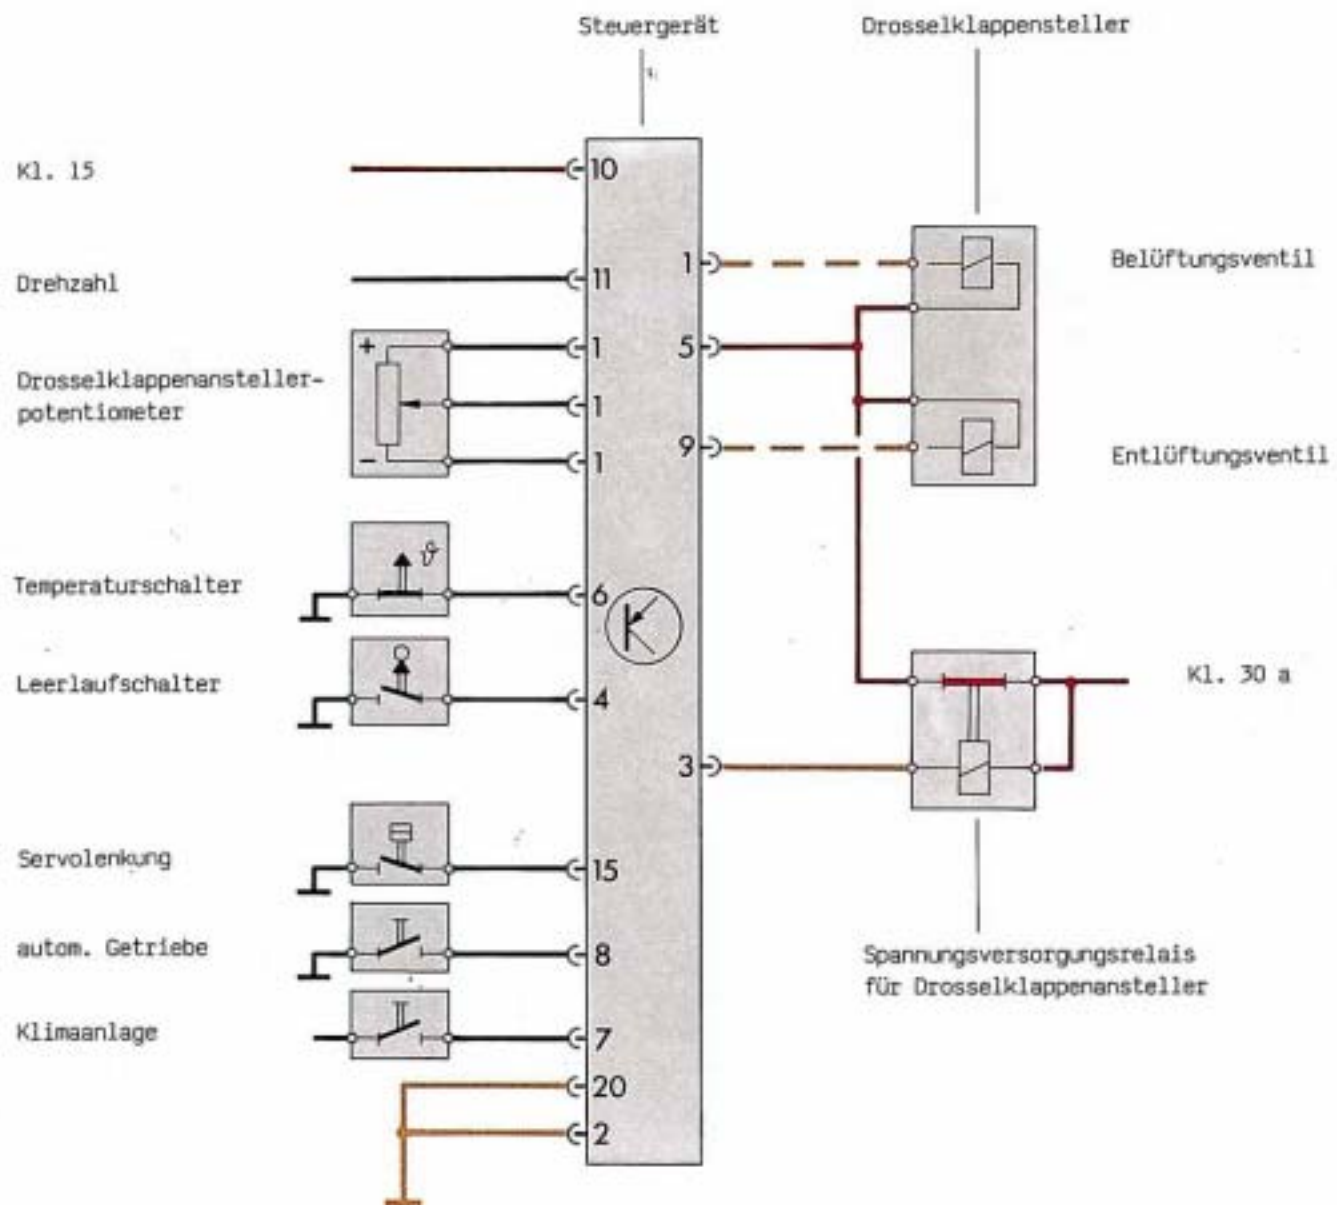 Steuergerät
Drosselklappensteller
Kl. 15
10
Drehzahl
11
1
Belüftungsventil
+
1
5
Drosselklappenansteller-
potentiometer
1
−
1
9
Entlüftungsventil
ϑ
Temperaturschalter
6
Leerlaufschalter
4
Kl. 30 a
3
Servolenkung
15
autom. Getriebe
8
Spannungsversorgungsrelais
für Drosselklappenansteller
Klimaanlage
7
20
2